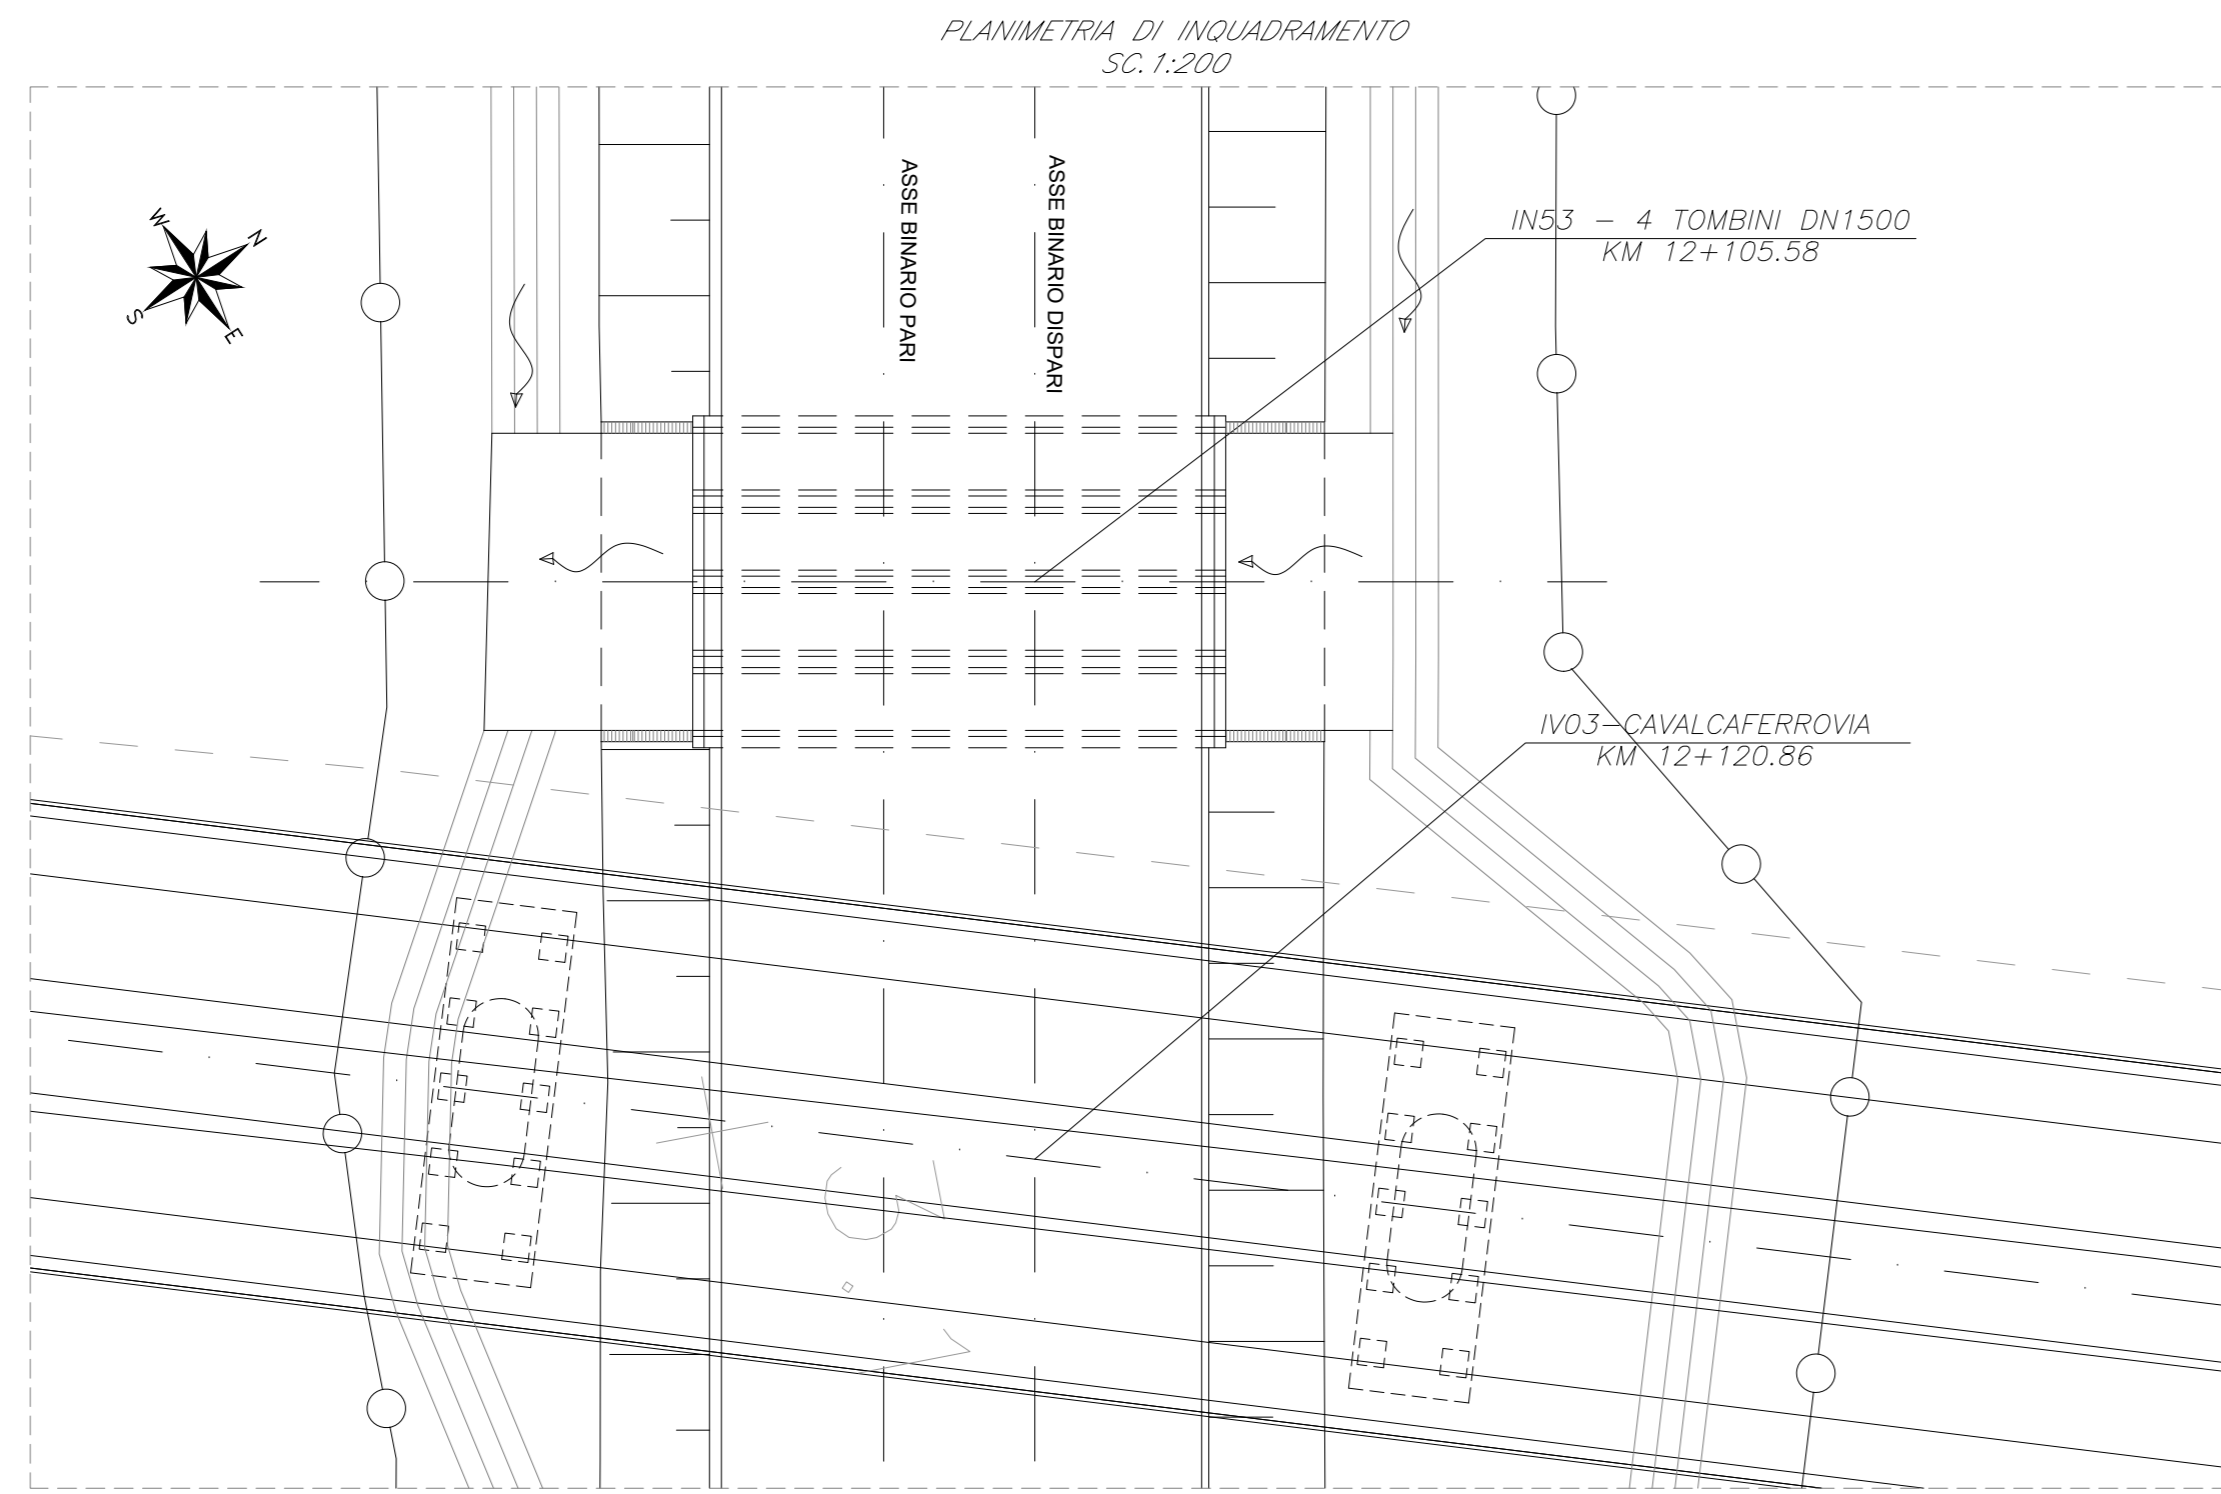 PLANIMETRIA DI INQUADRAMENTO
SC.1:200
W
N
S
E
ASSE BINARIO PARI
ASSE BINARIO DISPARI
IN53 - 4 TOMBINI DN1500
KM 12+105.58
IV03-CAVALCAFERROVIA
KM 12+120.86